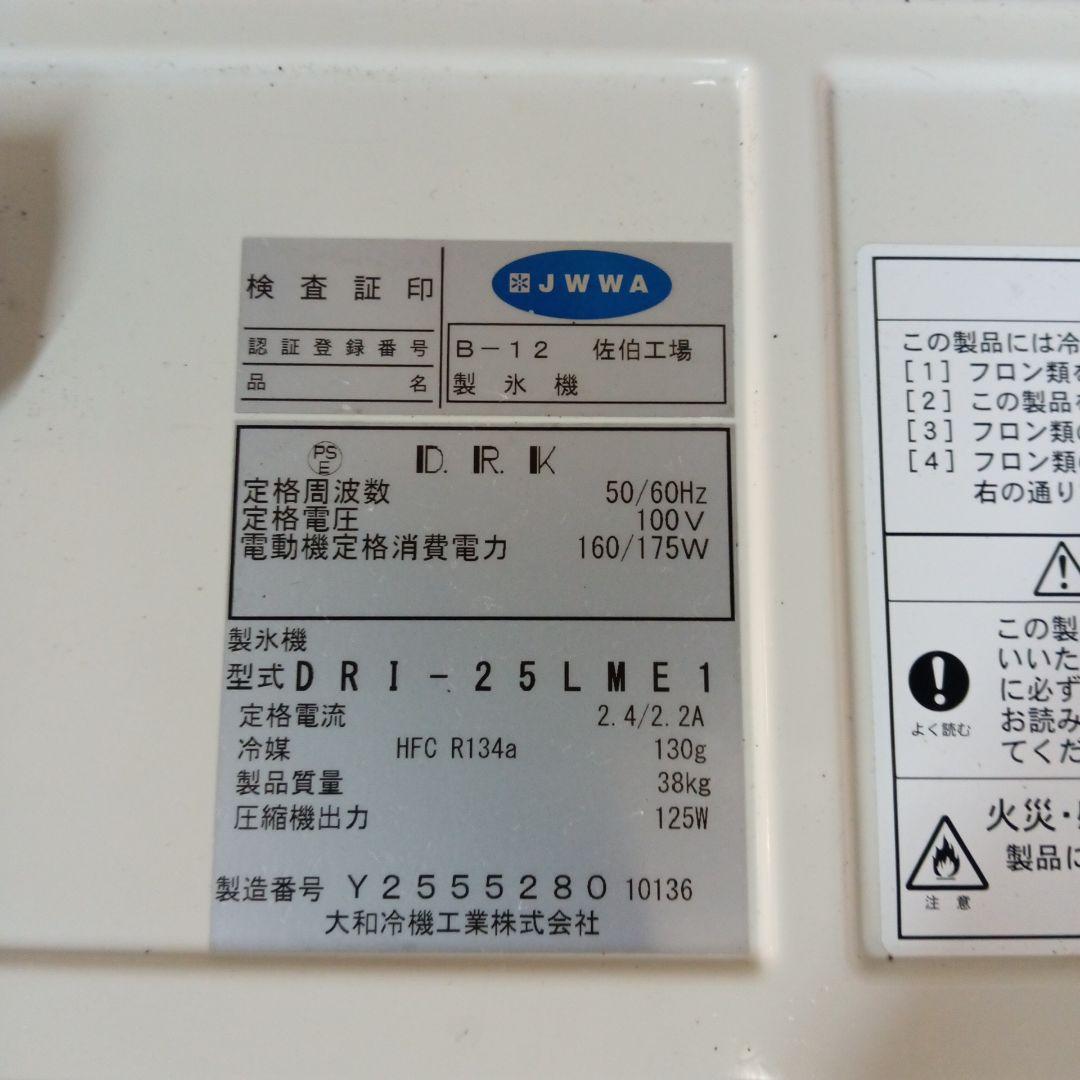 検査証印
JWWA
認証登録番号 B-12 佐伯工場
品名 製氷機
PSE D.R.K
定格周波数 50/60Hz
定格電圧 100V
電動機定格消費電力 160/175W
製氷機
型式 DRI-25LME1
定格電流 2.4/2.2A
冷媒 HFC R134a 130g
製品質量 38kg
圧縮機出力 125W
製造番号 Y2555280 10136
大和冷機工業株式会社
この製品には冷
[1] フロン類を
[2] この製品を
[3] フロン類の
[4] フロン類の
右の通り
この製
いいた
に必ず
お読み
てくだ
よく読む
火災・
製品に
注意